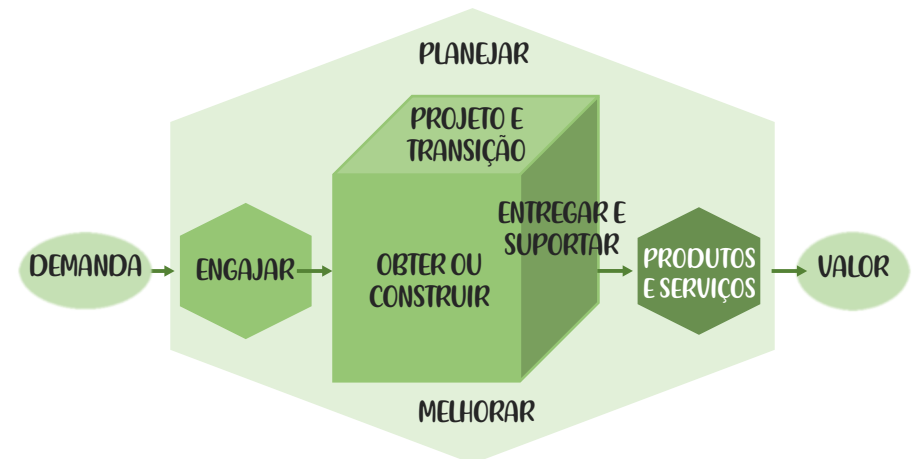 PLANEJAR
PROJETO E
TRANSIÇÃO
ENTREGAR E
SUPORTAR
DEMANDA
ENGAJAR
OBTER OU
CONSTRUIR
PRODUTOS
E SERVIÇOS
VALOR
MELHORAR